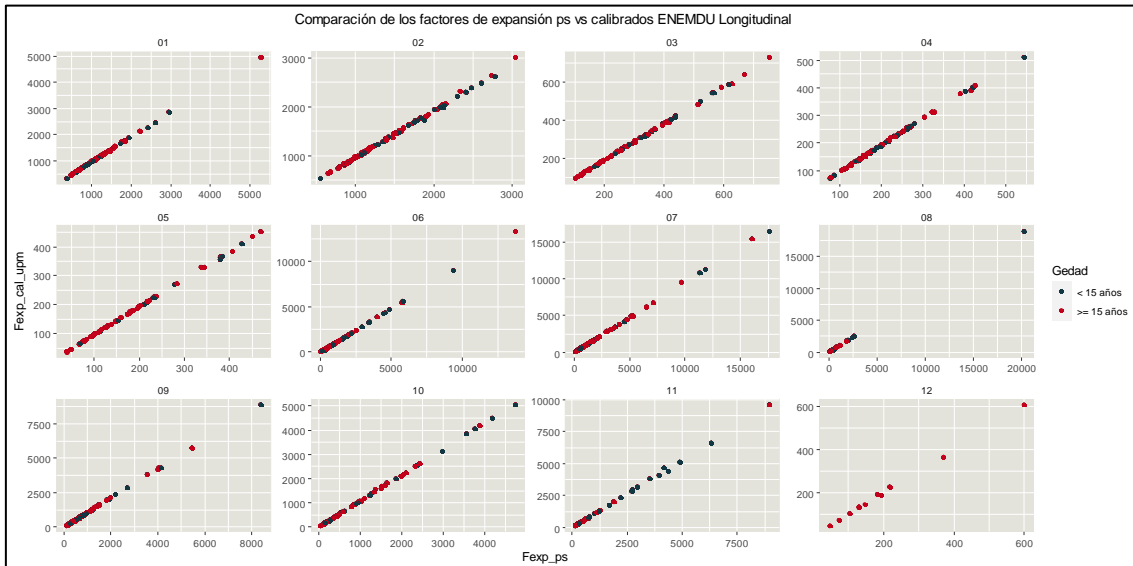 Comparación de los factores de expansión ps vs calibrados ENEMDU Longitudinal
01 02 03 04
5000
4000
3000
2000
1000
1000 2000 3000 4000 5000
3000
2000
1000
1000 2000 3000
600
400
200
200 400 600
500
400
300
200
100
100 200 300 400 500
05 06 07 08
400
300
200
100
100 200 300 400
10000
5000
0
0 5000 10000
15000
10000
5000
0
0 5000 10000 15000
15000
10000
5000
0
0 5000 10000 15000 20000
09 10 11 12
7500
5000
2500
0
0 2000 4000 6000 8000
5000
4000
3000
2000
1000
0
0 1000 2000 3000 4000
10000
7500
5000
2500
0
0 2500 5000 7500
600
400
200
200 400 600
Fexp_cal_upm
Fexp_ps
Gedad
< 15 años
>= 15 años